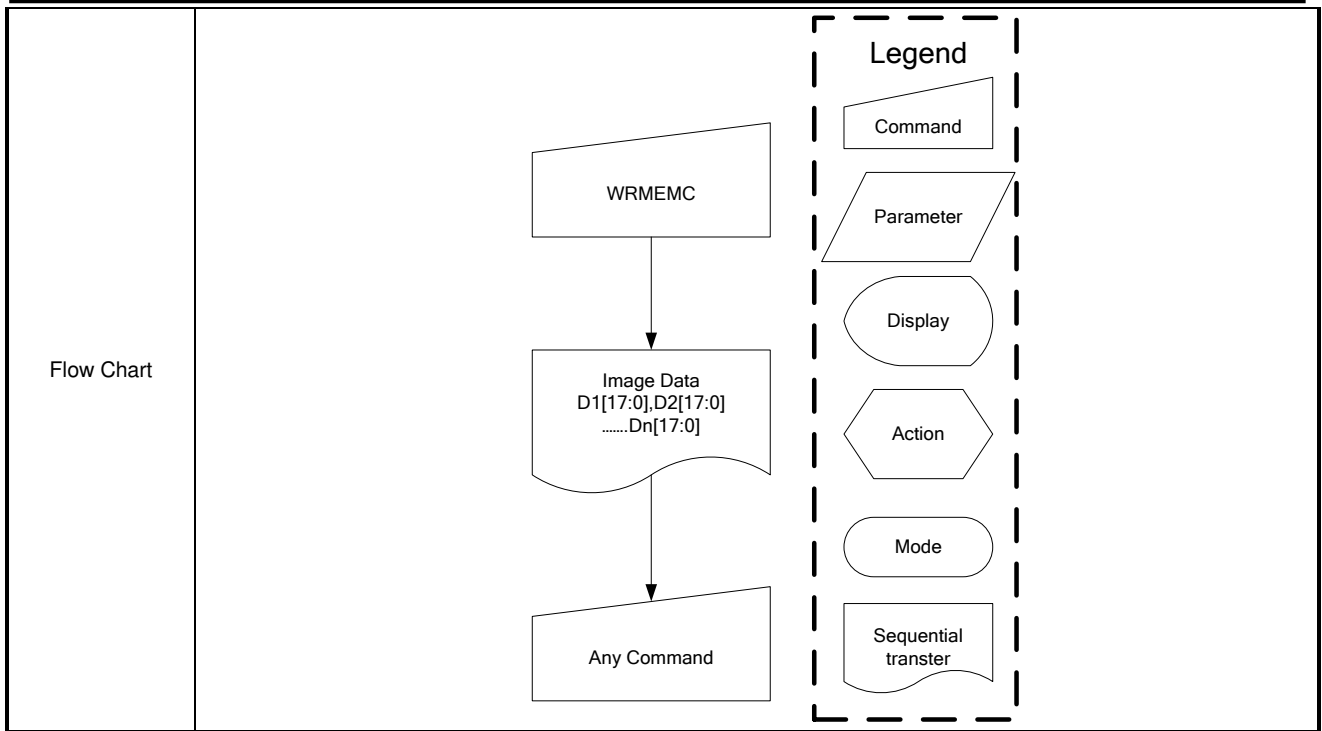 Flow Chart
WRMEMC
Image Data
D1[17:0],D2[17:0]
.......Dn[17:0]
Any Command
Legend
Command
Parameter
Display
Action
Mode
Sequential
transter